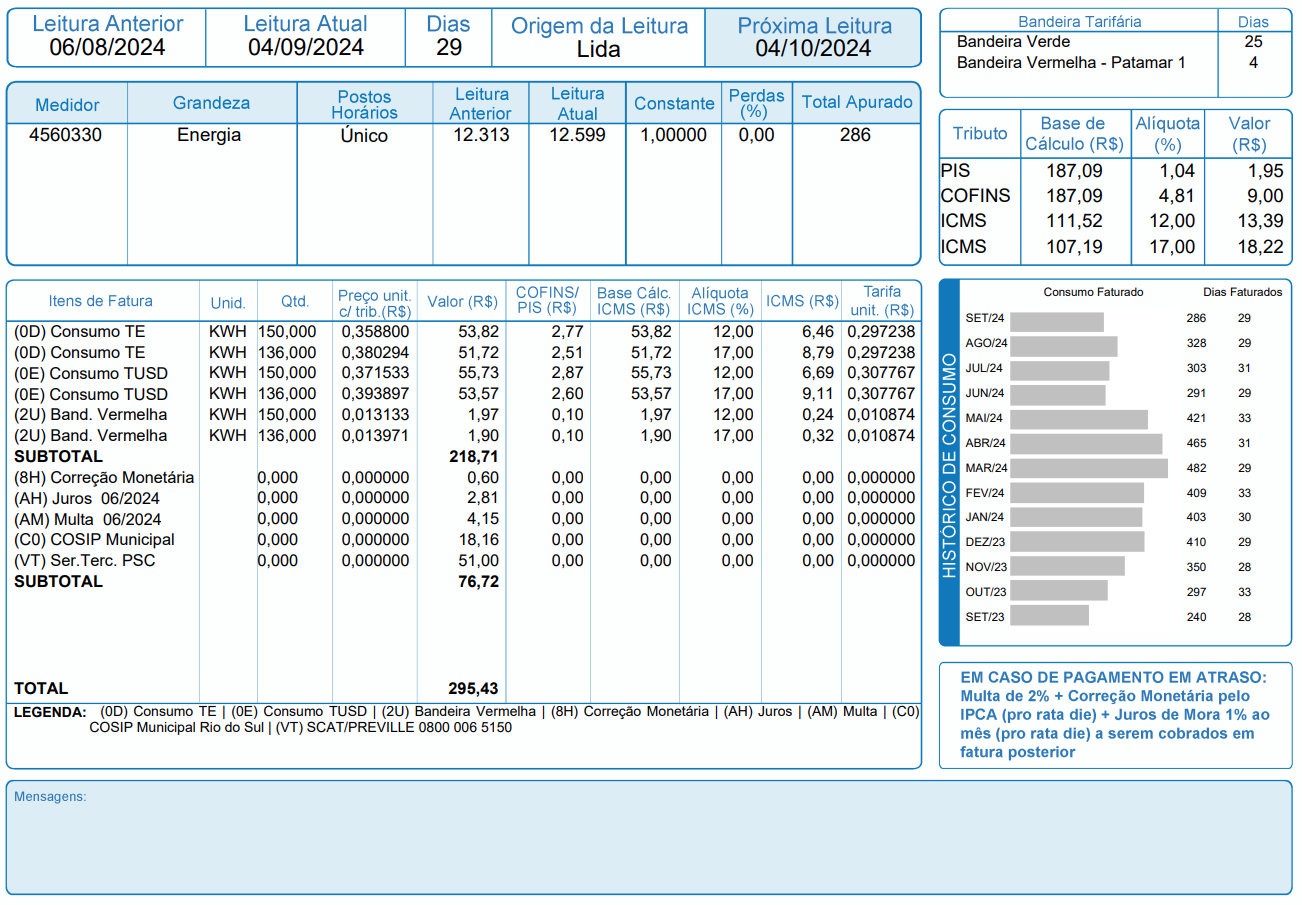 Leitura Anterior Leitura Atual Dias Origem da Leitura Próxima Leitura
06/08/2024 04/09/2024 29 Lida 04/10/2024
Medidor Grandeza Postos Horários Leitura Anterior Leitura Atual Constante Perdas (%) Total Apurado
4560330 Energia Único 12.313 12.599 1,00000 0,00 286
Bandeira Tarifária Dias
Bandeira Verde 25
Bandeira Vermelha - Patamar 1 4
Tributo Base de Cálculo (R$) Alíquota (%) Valor (R$)
PIS 187,09 1,04 1,95
COFINS 187,09 4,81 9,00
ICMS 111,52 12,00 13,39
ICMS 107,19 17,00 18,22
Itens de Fatura Unid. Qtd. Preço unit. c/ trib.(R$) Valor (R$) COFINS/ PIS (R$) Base Cálc. ICMS (R$) Alíquota ICMS (%) ICMS (R$) Tarifa unit. (R$)
(0D) Consumo TE KWH 150,000 0,358800 53,82 2,77 53,82 12,00 6,46 0,297238
(0D) Consumo TE KWH 136,000 0,380294 51,72 2,51 51,72 17,00 8,79 0,297238
(0E) Consumo TUSD KWH 150,000 0,371533 55,73 2,87 55,73 12,00 6,69 0,307767
(0E) Consumo TUSD KWH 136,000 0,393897 53,57 2,60 53,57 17,00 9,11 0,307767
(2U) Band. Vermelha KWH 150,000 0,013133 1,97 0,10 1,97 12,00 0,24 0,010874
(2U) Band. Vermelha KWH 136,000 0,013971 1,90 0,10 1,90 17,00 0,32 0,010874
SUBTOTAL 218,71
(8H) Correção Monetária 0,000 0,000000 0,60 0,00 0,00 0,00 0,00 0,000000
(AH) Juros 06/2024 0,000 0,000000 2,81 0,00 0,00 0,00 0,00 0,000000
(AM) Multa 06/2024 0,000 0,000000 4,15 0,00 0,00 0,00 0,00 0,000000
(C0) COSIP Municipal 0,000 0,000000 18,16 0,00 0,00 0,00 0,00 0,000000
(VT) Ser.Terc. PSC 0,000 0,000000 51,00 0,00 0,00 0,00 0,00 0,000000
SUBTOTAL 76,72
TOTAL 295,43
LEGENDA: (0D) Consumo TE | (0E) Consumo TUSD | (2U) Bandeira Vermelha | (8H) Correção Monetária | (AH) Juros | (AM) Multa | (C0)
COSIP Municipal Rio do Sul | (VT) SCAT/PREVILLE 0800 006 5150
HISTÓRICO DE CONSUMO
Consumo Faturado Dias Faturados
SET/24 286 29
AGO/24 328 29
JUL/24 303 31
JUN/24 291 29
MAI/24 421 33
ABR/24 465 31
MAR/24 482 29
FEV/24 409 33
JAN/24 403 30
DEZ/23 410 29
NOV/23 350 28
OUT/23 297 33
SET/23 240 28
EM CASO DE PAGAMENTO EM ATRASO:
Multa de 2% + Correção Monetária pelo
IPCA (pro rata die) + Juros de Mora 1% ao
mês (pro rata die) a serem cobrados em
fatura posterior
Mensagens: